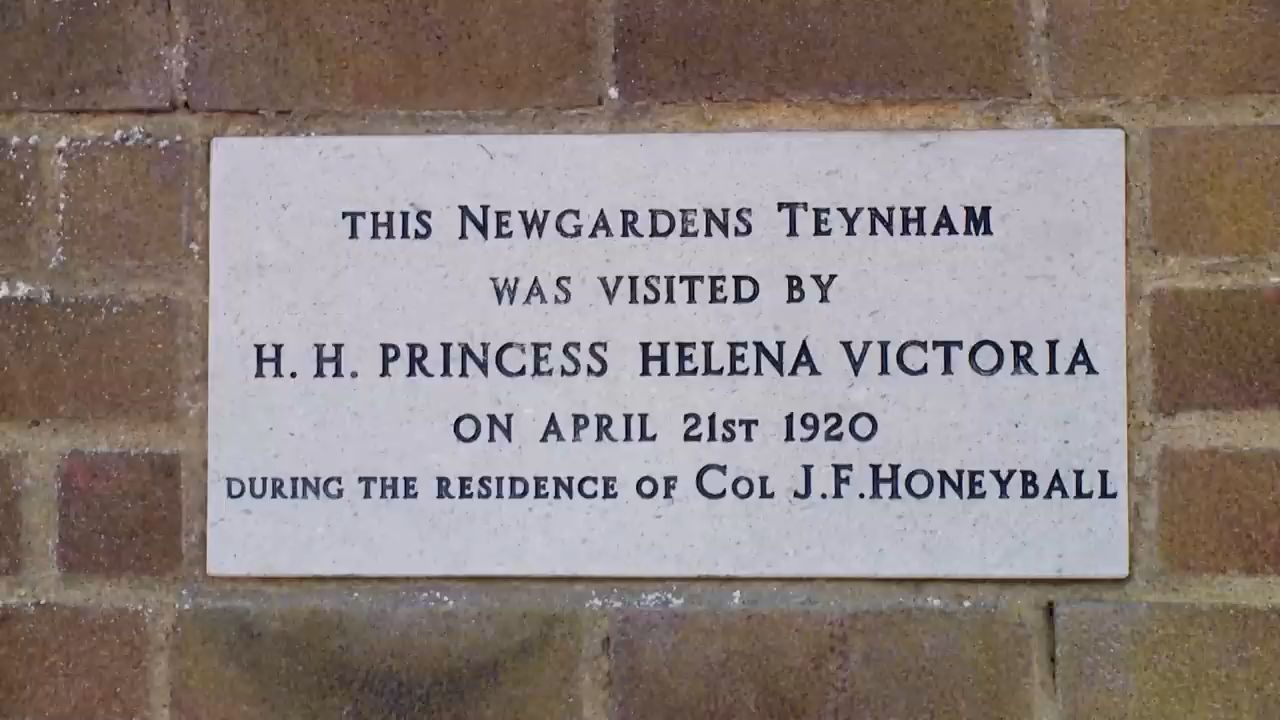 THIS NEWGARDENS TEYNHAM
WAS VISITED BY
H. H. PRINCESS HELENA VICTORIA
ON APRIL 21ST 1920
DURING THE RESIDENCE OF COL J.F.HONEYBALL